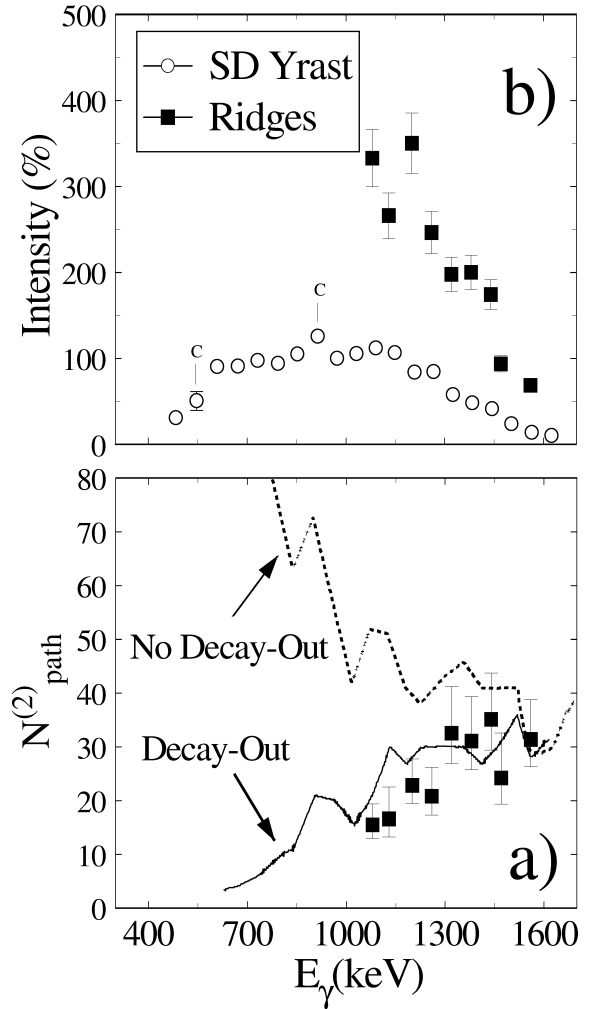 500
400
300
200
100
0
Intensity (%)
SD Yrast
Ridges
b)
C
C
80
70
60
50
40
30
20
10
0
N(2)path
No Decay-Out
Decay-Out
a)
400 700 1000 1300 1600
Eγ(keV)